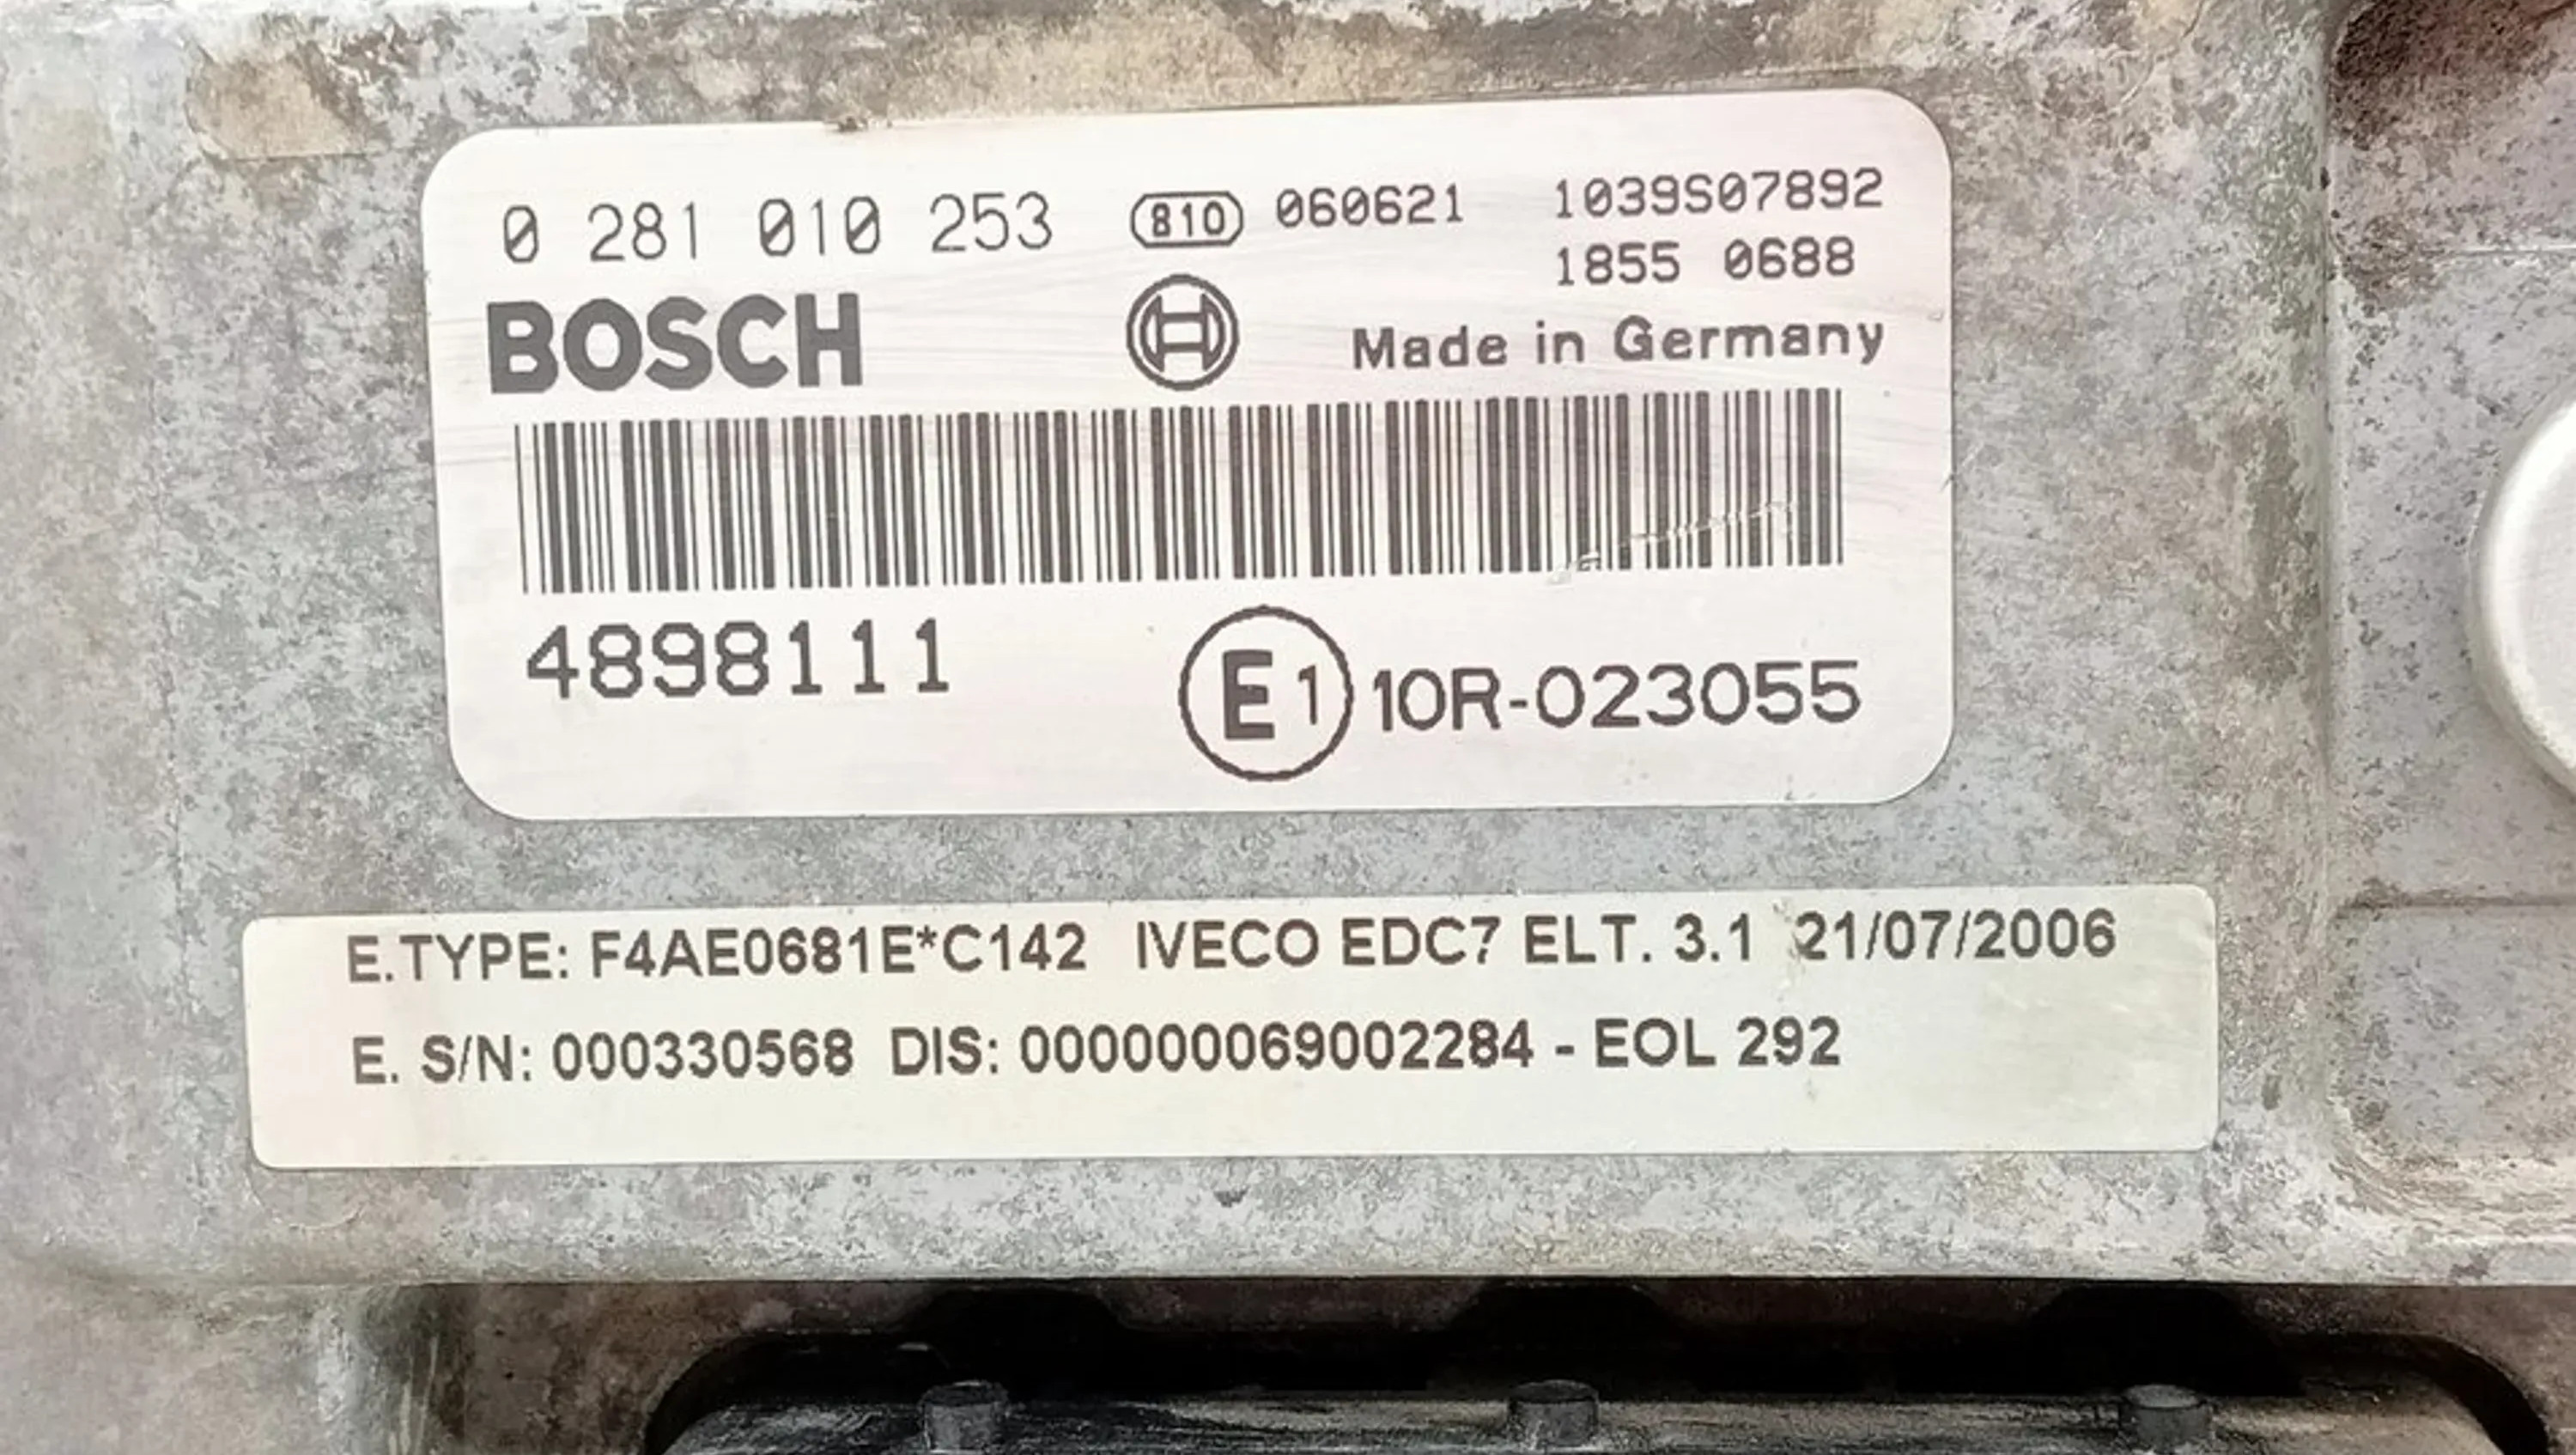 0 281 010 253 810 060621 1039S07892
1855 0688
BOSCH Made in Germany
4898111 E1 10R-023055
E.TYPE: F4AE0681E*C142 IVECO EDC7 ELT. 3.1 21/07/2006
E. S/N: 000330568 DIS: 0000000069002284 - EOL 292